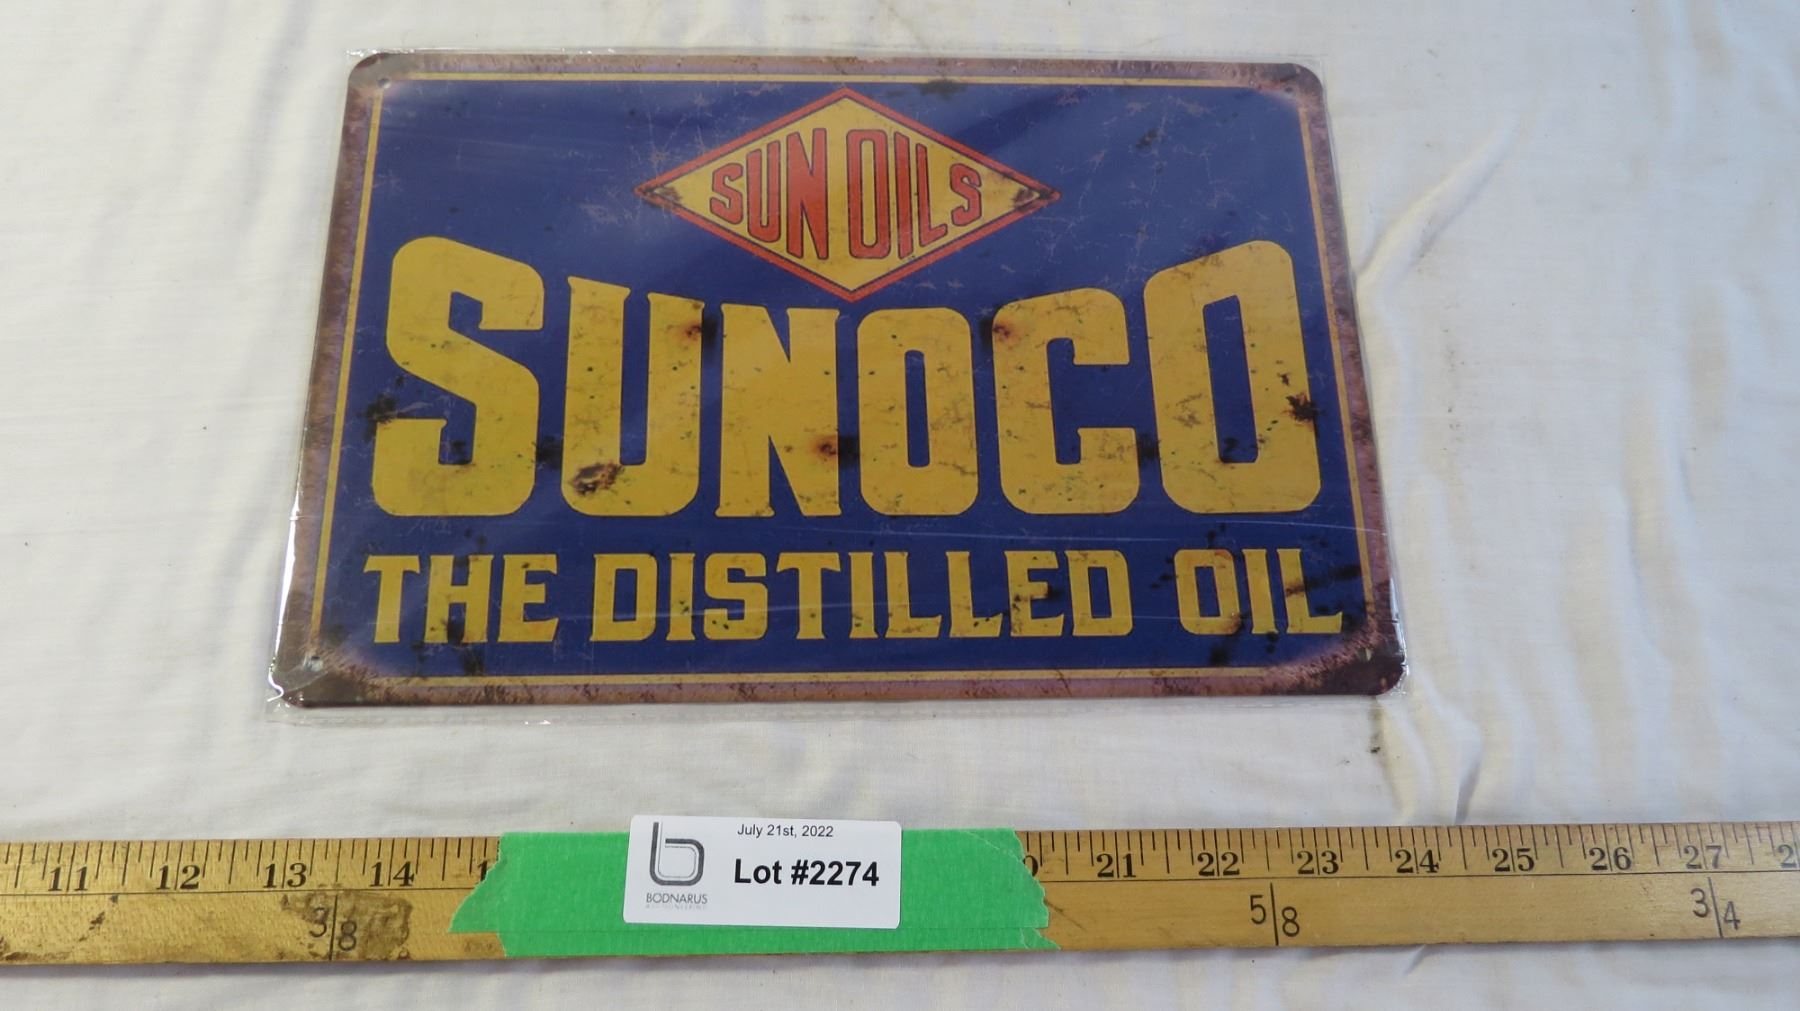 SUN OILS
SUNOCO
THE DISTILLED OIL
July 21st, 2022
Lot #2274
BODNARUS
AUCTIONEERING
11 12 13 14 21 22 23 24 25 26 27
3/8 5/8 3/4